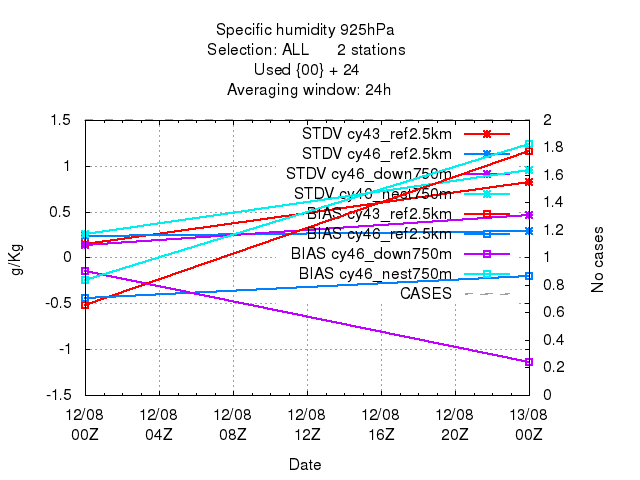 Specific humidity 925hPa
Selection: ALL 2 stations
Used {00} + 24
Averaging window: 24h
1.5
1
0.5
0
-0.5
-1
-1.5
g/Kg
STDV cy43_ref2.5km
STDV cy46_ref2.5km
STDV cy46_down750m
STDV cy46_nest750m
BIAS cy43_ref2.5km
BIAS cy46_ref2.5km
BIAS cy46_down750m
BIAS cy46_nest750m
CASES
2
1.8
1.6
1.4
1.2
1
0.8
0.6
0.4
0.2
0
No cases
12/08 12/08 12/08 12/08 12/08 12/08 13/08
00Z 04Z 08Z 12Z 16Z 20Z 00Z
Date